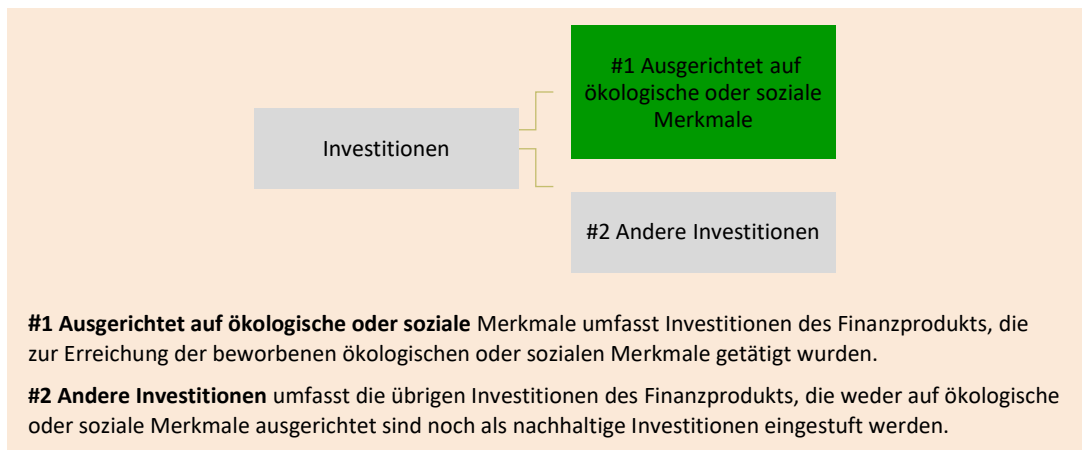 #1 Ausgerichtet auf
ökologische oder soziale
Merkmale
Investitionen
#2 Andere Investitionen
#1 Ausgerichtet auf ökologische oder soziale Merkmale umfasst Investitionen des Finanzprodukts, die
zur Erreichung der beworbenen ökologischen oder sozialen Merkmale getätigt wurden.
#2 Andere Investitionen umfasst die übrigen Investitionen des Finanzprodukts, die weder auf ökologische
oder soziale Merkmale ausgerichtet sind noch als nachhaltige Investitionen eingestuft werden.